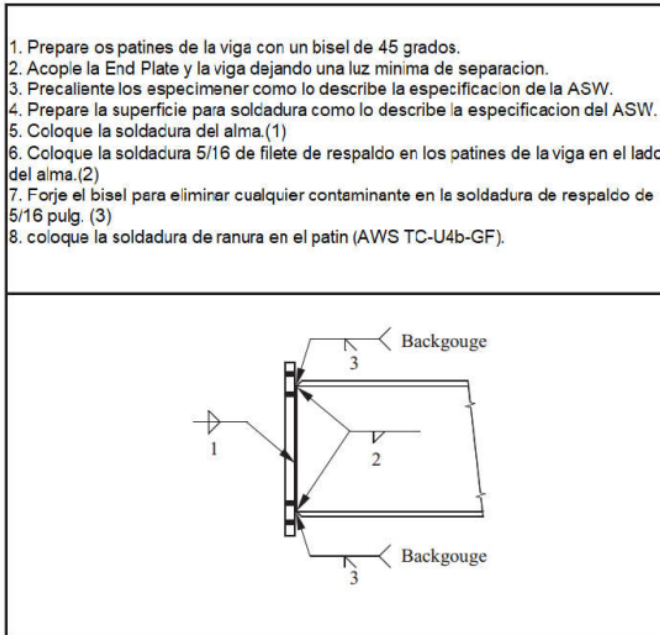 1. Prepare os patines de la viga con un bisel de 45 grados.
2. Acople la End Plate y la viga dejando una luz minima de separacion.
3. Precaliente los especimener como lo describe la especificacion de la ASW.
4. Prepare la superficie para soldadura como lo describe la especificacion del ASW.
5. Coloque la soldadura del alma.(1)
6. Coloque la soldadura 5/16 de filete de respaldo en los patines de la viga en el lado
del alma.(2)
7. Forje el bisel para eliminar cualquier contaminante en la soldadura de respaldo de
5/16 pulg. (3)
8. coloque la soldadura de ranura en el patin (AWS TC-U4b-GF).
Backgouge
3
1
2
Backgouge
3